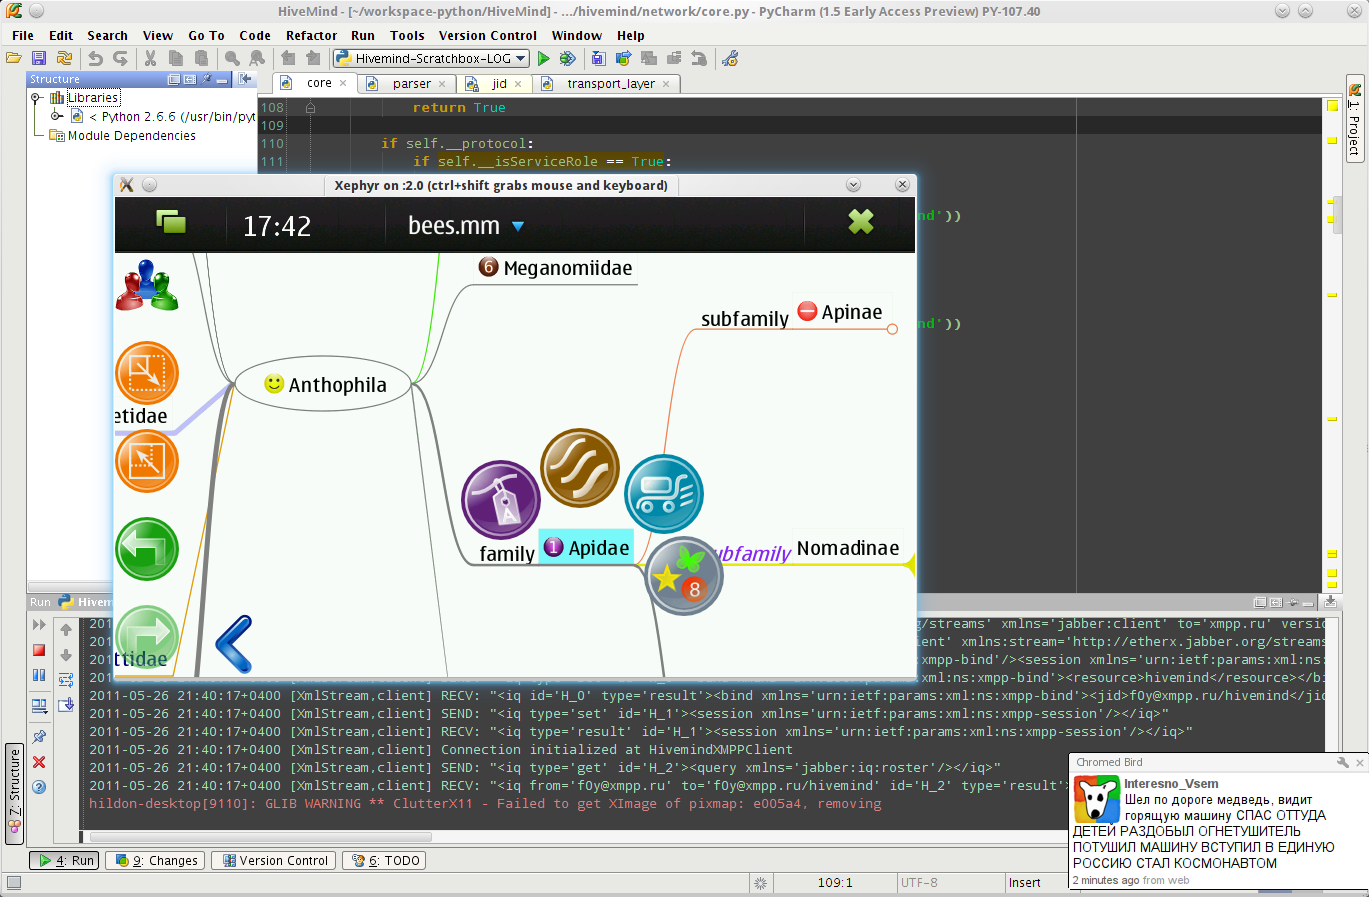 HiveMind - [~/workspace-python/HiveMind] - .../hivemind/network/core.py - PyCharm (1.5 Early Access Preview) PY-107.40
File Edit Search View Go To Code Refactor Run Tools Version Control Window Help
Hivemind-Scratchbox-LOG
Structure
core parser jid transport_layer
Libraries
< Python 2.6.6 (/usr/bin/pyt
Module Dependencies
1: Project
108 return True
109
110 if self.__protocol:
111 if self.__isServiceRole == True:
nd'))
nd'))
Xephyr on :2.0 (ctrl+shift grabs mouse and keyboard)
17:42 bees.mm
6 Meganomiidae
subfamily Apinae
Anthophila
etidae
A
family 1 Apidae
ubfamily Nomadinae
8
ttidae
Run Hivem
201
g/streams' xmlns='jabber:client' to='xmpp.ru' versio
201
ient' xmlns:stream='http://etherx.jabber.org/streams
201
xmpp-bind'/><session xmlns='urn:ietf:params:xml:ns:
201
xmpp-bind'><resource>hivemind</resource></bi
2011-05-26 21:40:17+0400 [XmlStream,client] RECV: "<iq id='H_0' type='result'><bind xmlns='urn:ietf:params:xml:ns:xmpp-bind'><jid>f0y@xmpp.ru/hivemind</jid
2011-05-26 21:40:17+0400 [XmlStream,client] SEND: "<iq type='set' id='H_1'><session xmlns='urn:ietf:params:xml:ns:xmpp-session'/></iq>"
2011-05-26 21:40:17+0400 [XmlStream,client] RECV: "<iq type='result' id='H_1'><session xmlns='urn:ietf:params:xml:ns:xmpp-session'/></iq>"
2011-05-26 21:40:17+0400 [XmlStream,client] Connection initialized at HivemindXMPPClient
2011-05-26 21:40:17+0400 [XmlStream,client] SEND: "<iq type='get' id='H_2'><query xmlns='jabber:iq:roster'/></iq>"
2011-05-26 21:40:17+0400 [XmlStream,client] RECV: "<iq from='f0y@xmpp.ru' to='f0y@xmpp.ru/hivemind' id='H_2' type='result'>
hildon-desktop[9110]: GLIB WARNING ** ClutterX11 - Failed to get XImage of pixmap: e005a4, removing
Z: Structure
Chromed Bird
Interesno_Vsem
Шел по дороге медведь, видит
горящую машину СПАС ОТТУДА
ДЕТЕЙ РАЗДОБЫЛ ОГНЕТУШИТЕЛЬ
ПОТУШИЛ МАШИНУ ВСТУПИЛ В ЕДИНУЮ
РОССИЮ СТАЛ КОСМОНАВТОМ
2 minutes ago from web
4: Run 9: Changes Version Control 6: TODO
109:1 UTF-8 Insert